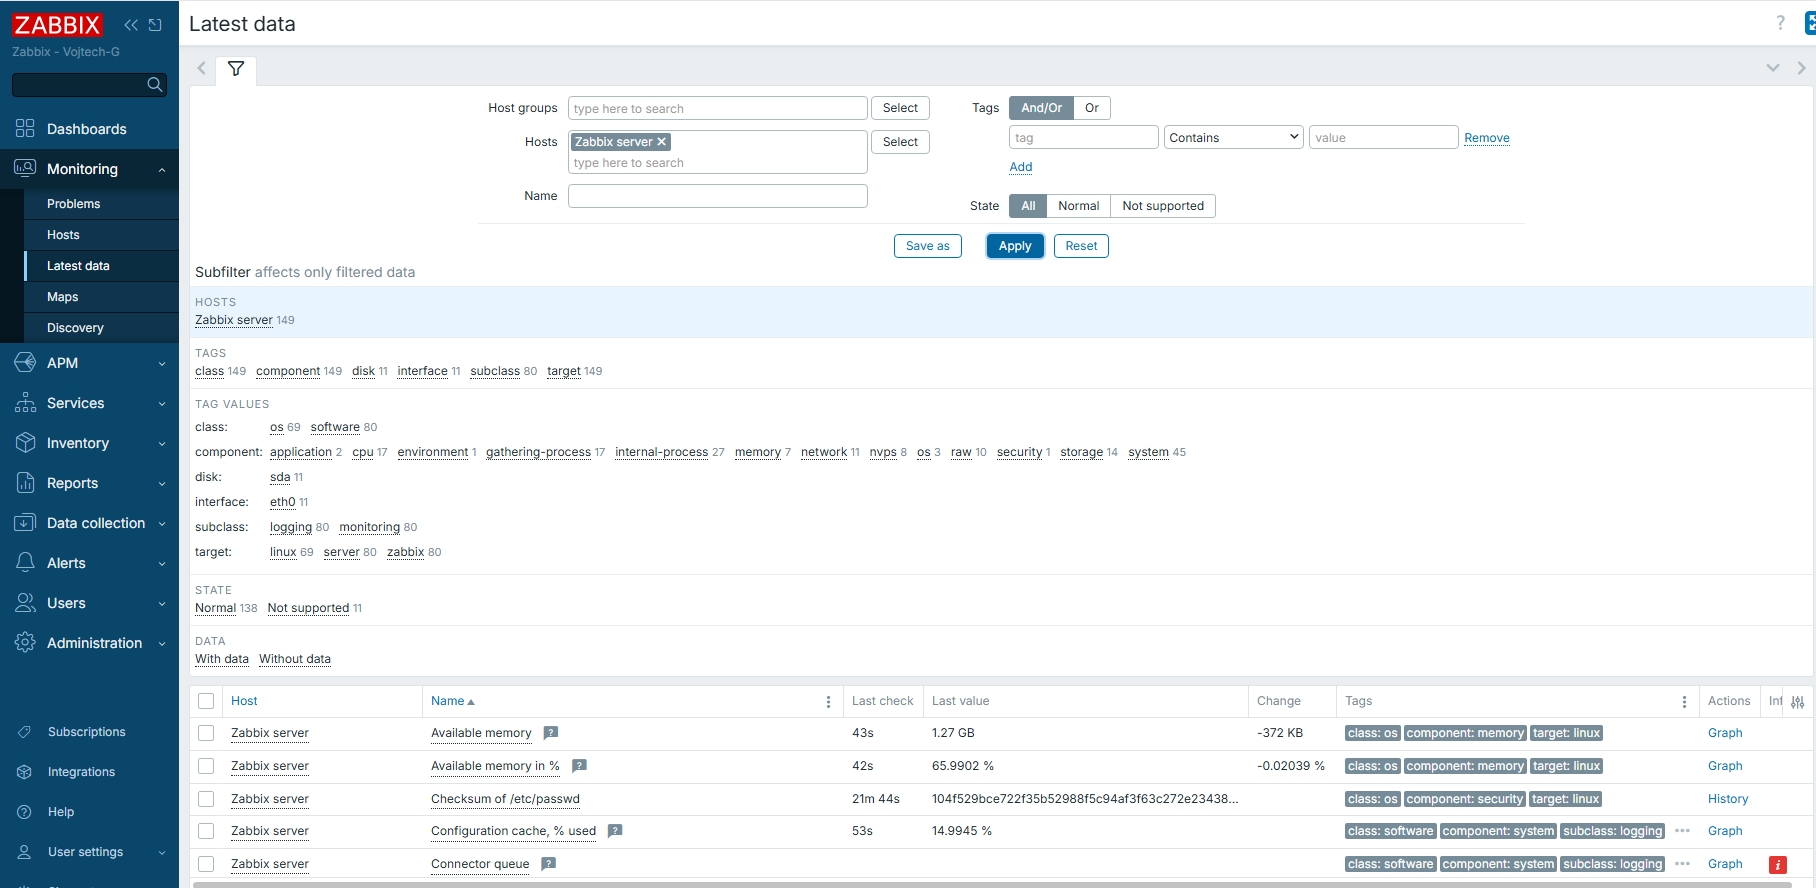 ZABBIX
Zabbix - Vojtech-G
Dashboards
Monitoring
Problems
Hosts
Latest data
Maps
Discovery
APM
Services
Inventory
Reports
Data collection
Alerts
Users
Administration
Subscriptions
Integrations
Help
User settings
Latest data
?
Host groups type here to search Select
Hosts Zabbix server ✕ Select
type here to search
Name
Tags And/Or Or
tag Contains value Remove
Add
State All Normal Not supported
Save as Apply Reset
Subfilter affects only filtered data
HOSTS
Zabbix server 149
TAGS
class 149 component 149 disk 11 interface 11 subclass 80 target 149
TAG VALUES
class: os 69 software 80
component: application 2 cpu 17 environment 1 gathering-process 17 internal-process 27 memory 7 network 11 nvps 8 os 3 raw 10 security 1 storage 14 system 45
disk: sda 11
interface: eth0 11
subclass: logging 80 monitoring 80
target: linux 69 server 80 zabbix 80
STATE
Normal 138 Not supported 11
DATA
With data Without data
Host Name Last check Last value Change Tags Actions Inf
Zabbix server Available memory ? 43s 1.27 GB -372 KB class: os component: memory target: linux Graph
Zabbix server Available memory in % ? 42s 65.9902 % -0.02039 % class: os component: memory target: linux Graph
Zabbix server Checksum of /etc/passwd 21m 44s 104f529bce722f35b52988f5c94af3f63c272e23438... class: os component: security target: linux History
Zabbix server Configuration cache, % used ? 53s 14.9945 % class: software component: system subclass: logging ••• Graph
Zabbix server Connector queue ? class: software component: system subclass: logging ••• Graph i